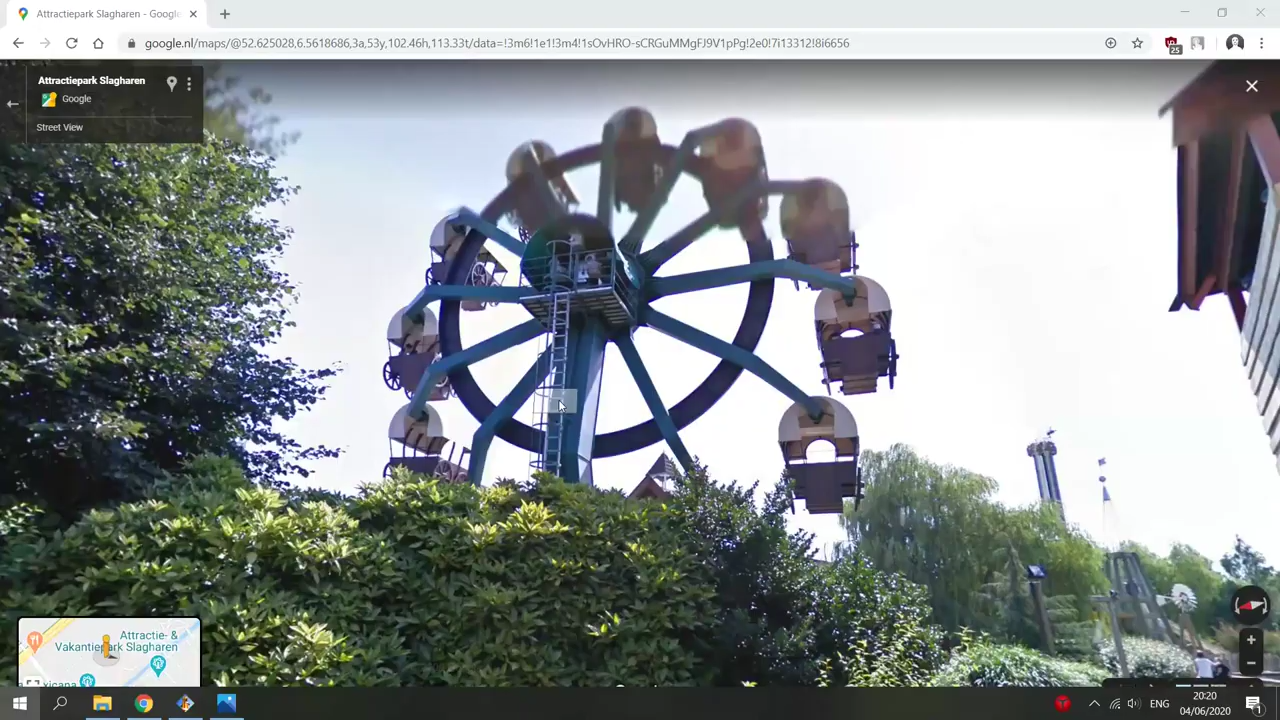 Attractiepark Slagharen - Google
google.nl/maps/@52.625028,6.5618686,3a,53y,102.46h,113.33t/data=!3m6!1e1!3m4!1sOvHRO-sCRGuMMgFJ9V1pPg!2e0!7i13312!8i6656
25
Attractiepark Slagharen
Google
Street View
Attractie- &
Vakantiepark Slagharen
ENG
20:20
04/06/2020
1